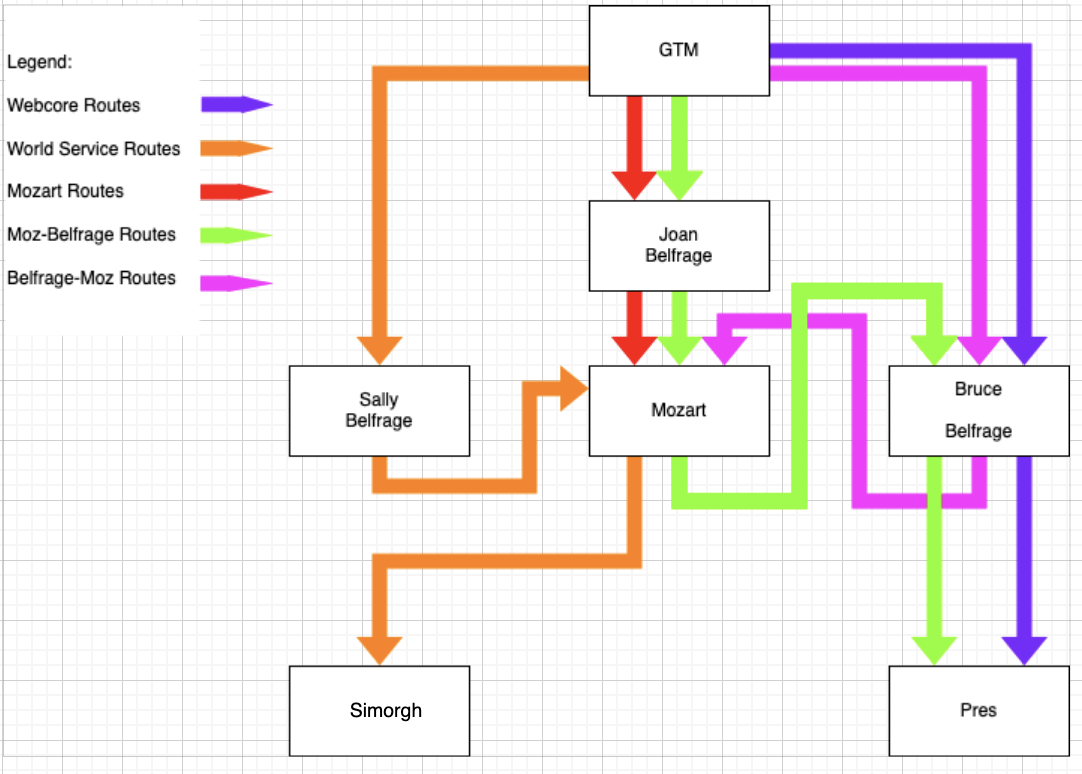 GTM
Legend:
Webcore Routes
World Service Routes
Mozart Routes
Moz-Belfrage Routes
Belfrage-Moz Routes
Joan
Belfrage
Sally
Belfrage
Mozart
Bruce
Belfrage
Simorgh
Pres